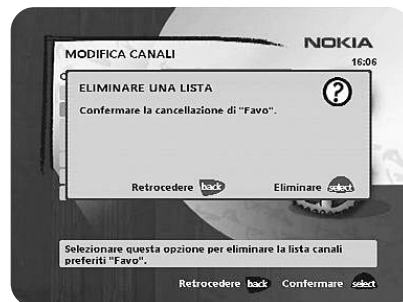 NOKIA
MODIFICA CANALI
16:06
ELIMINARE UNA LISTA
?
Confermare la cancellazione di "Favo".
Retrocedere back Eliminare select
Selezionare questa opzione per eliminare la lista canali
preferiti "Favo".
Retrocedere back Confermare select